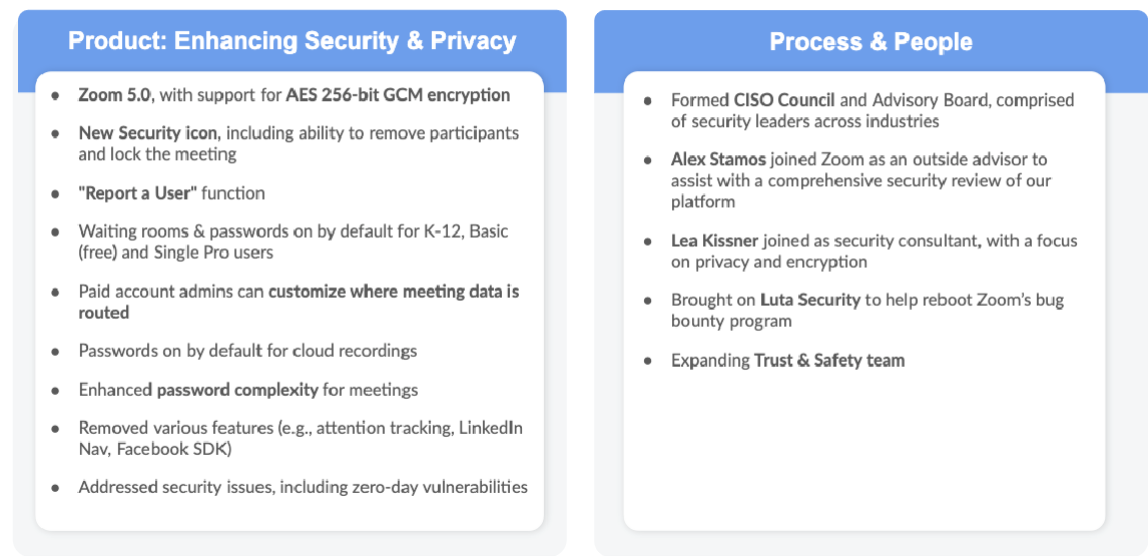 Product: Enhancing Security & Privacy
• Zoom 5.0, with support for AES 256-bit GCM encryption
• New Security icon, including ability to remove participants
and lock the meeting
• "Report a User" function
• Waiting rooms & passwords on by default for K-12, Basic
(free) and Single Pro users
• Paid account admins can customize where meeting data is
routed
• Passwords on by default for cloud recordings
• Enhanced password complexity for meetings
• Removed various features (e.g., attention tracking, LinkedIn
Nav, Facebook SDK)
• Addressed security issues, including zero-day vulnerabilities
Process & People
• Formed CISO Council and Advisory Board, comprised
of security leaders across industries
• Alex Stamos joined Zoom as an outside advisor to
assist with a comprehensive security review of our
platform
• Lea Kissner joined as security consultant, with a focus
on privacy and encryption
• Brought on Luta Security to help reboot Zoom's bug
bounty program
• Expanding Trust & Safety team